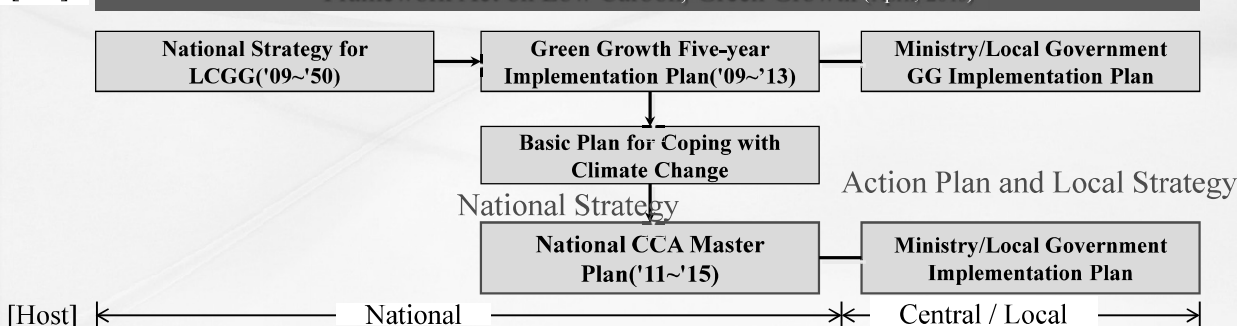 National Strategy for
LCGG('09~'50)
Green Growth Five-year
Implementation Plan('09~'13)
Ministry/Local Government
GG Implementation Plan
Basic Plan for Coping with
Climate Change
Action Plan and Local Strategy
National Strategy
National CCA Master
Plan('11~'15)
Ministry/Local Government
Implementation Plan
[Host]
National
Central / Local